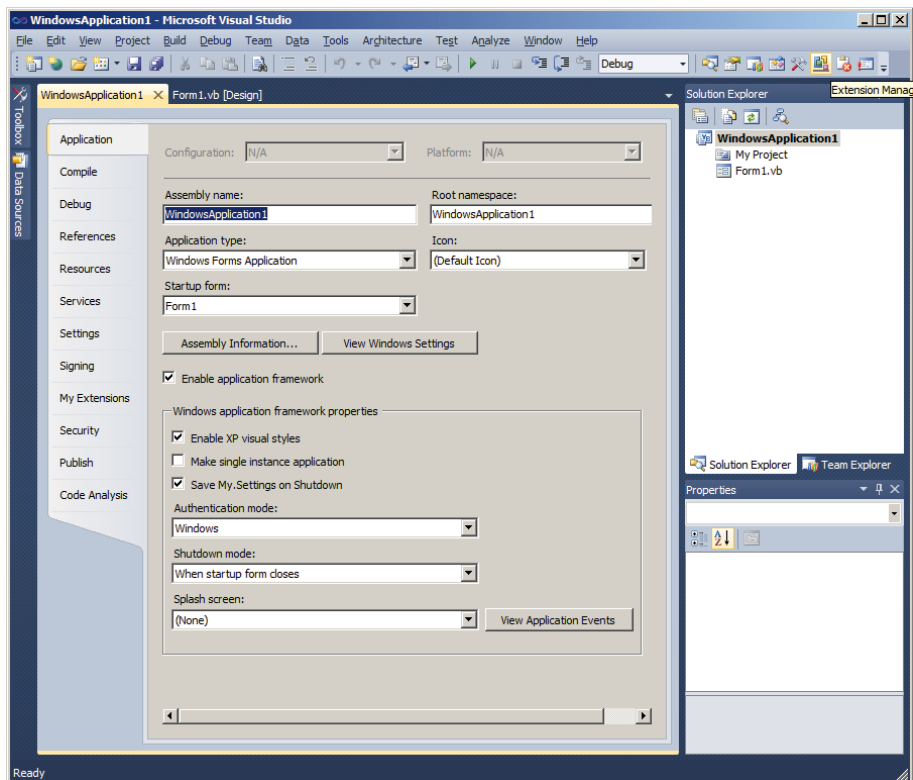 WindowsApplication1 - Microsoft Visual Studio
File Edit View Project Build Debug Team Data Tools Architecture Test Analyze Window Help
Debug
WindowsApplication1 Form1.vb [Design]
Toolbox
Data Sources
Application
Compile
Debug
References
Resources
Services
Settings
Signing
My Extensions
Security
Publish
Code Analysis
Configuration: N/A Platform: N/A
Assembly name: Root namespace:
WindowsApplication1 WindowsApplication1
Application type: Icon:
Windows Forms Application (Default Icon)
Startup form:
Form1
Assembly Information... View Windows Settings
Enable application framework
Windows application framework properties
Enable XP visual styles
Make single instance application
Save My.Settings on Shutdown
Authentication mode:
Windows
Shutdown mode:
When startup form closes
Splash screen:
(None) View Application Events
Solution Explorer Extension Manag
WindowsApplication1
My Project
Form1.vb
Solution Explorer Team Explorer
Properties
Ready